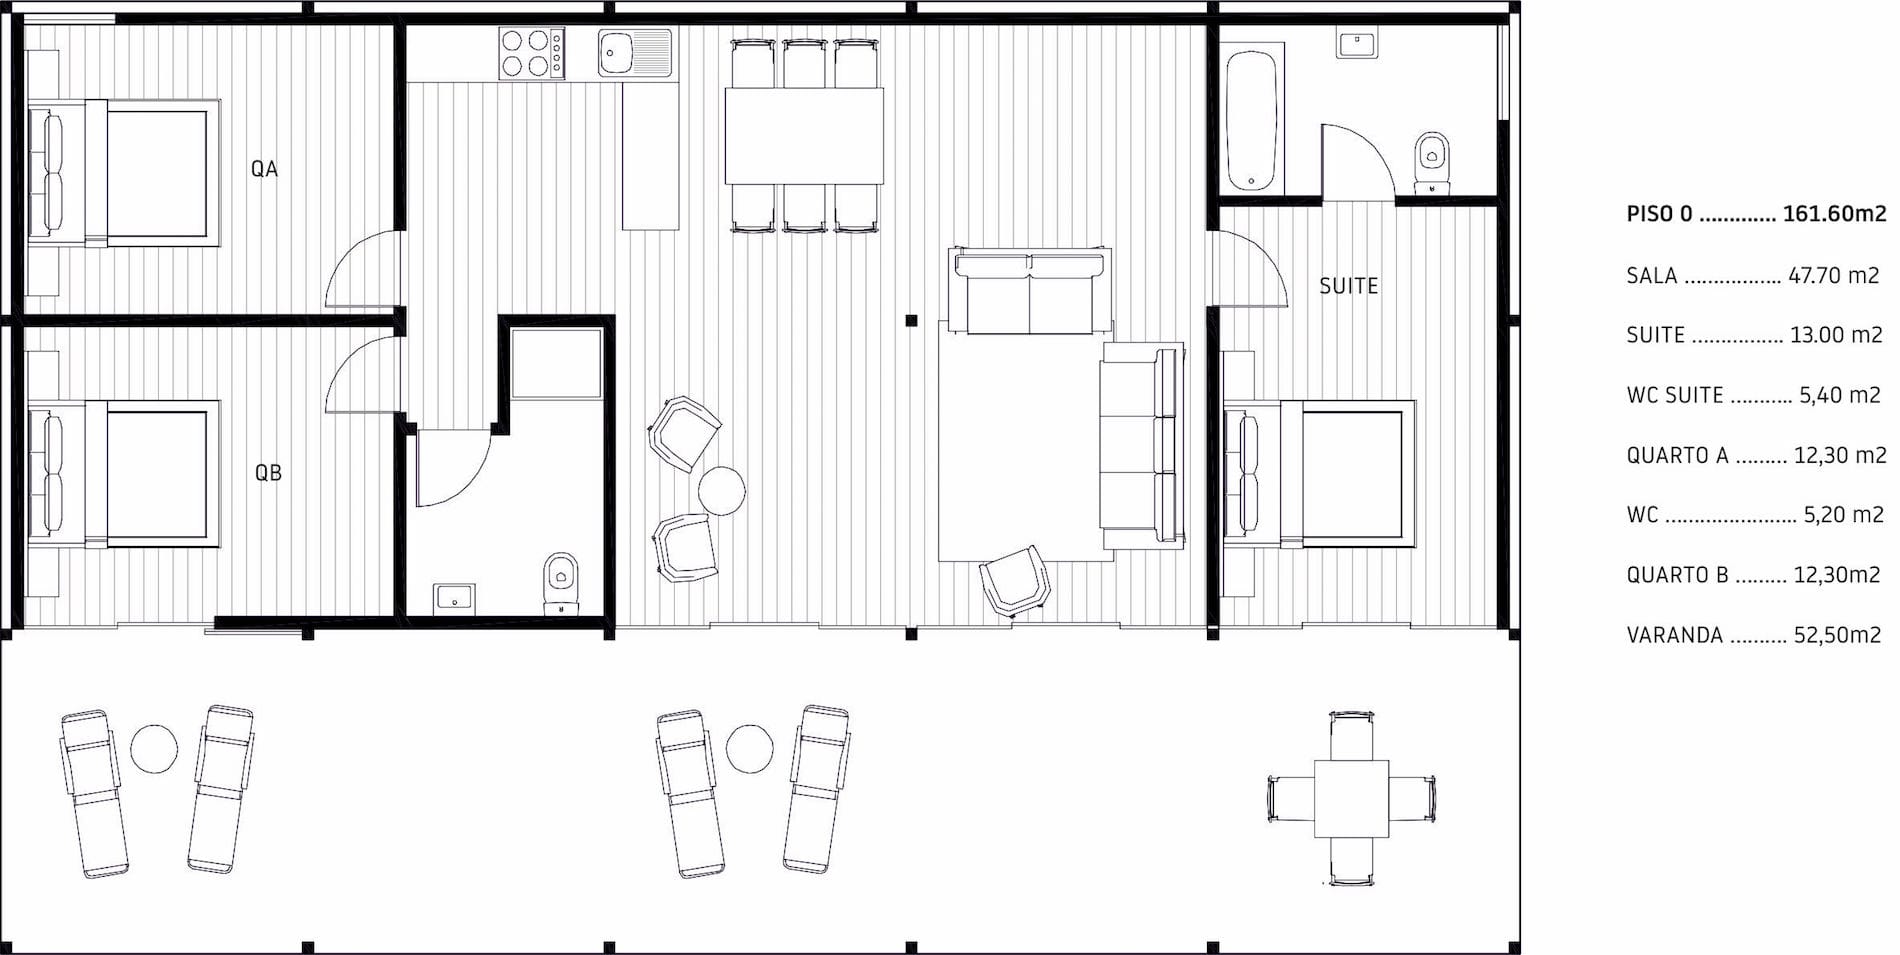 QA
QB
SUITE
PISO 0 ............. 161.60m2
SALA ................. 47.70 m2
SUITE ................ 13.00 m2
WC SUITE ........... 5,40 m2
QUARTO A ......... 12,30 m2
WC ....................... 5,20 m2
QUARTO B ......... 12,30m2
VARANDA .......... 52,50m2